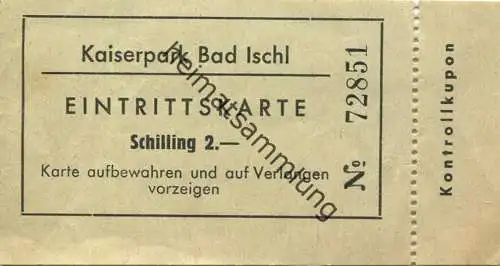 Kaiserpark Bad Ischl
EINTRITTSKARTE
Schilling 2.—
Karte aufbewahren und auf Verlangen
vorzeigen
№ 72851
Kontrollkupon
heimatsammlung